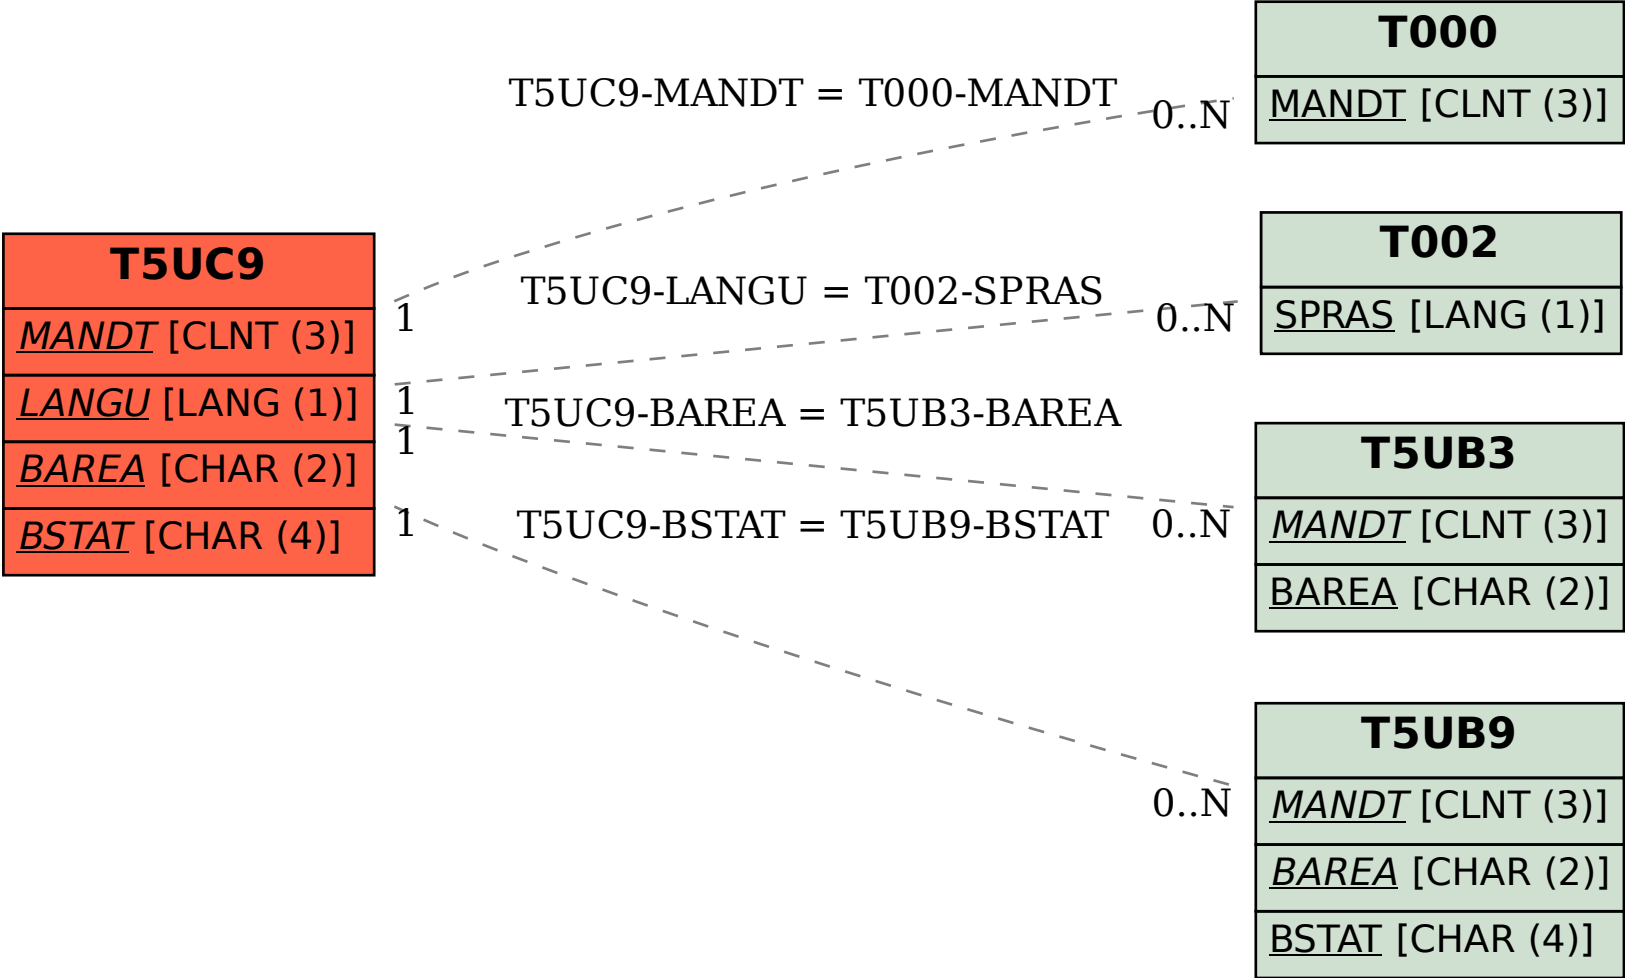 T5UC9
MANDT [CLNT (3)]
LANGU [LANG (1)]
BAREA [CHAR (2)]
BSTAT [CHAR (4)]
T5UC9-MANDT = T000-MANDT
0..N
1
T5UC9-LANGU = T002-SPRAS
0..N
1
T5UC9-BAREA = T5UB3-BAREA
1
0..N
T5UC9-BSTAT = T5UB9-BSTAT
1
0..N
T000
MANDT [CLNT (3)]
T002
SPRAS [LANG (1)]
T5UB3
MANDT [CLNT (3)]
BAREA [CHAR (2)]
T5UB9
MANDT [CLNT (3)]
BAREA [CHAR (2)]
BSTAT [CHAR (4)]